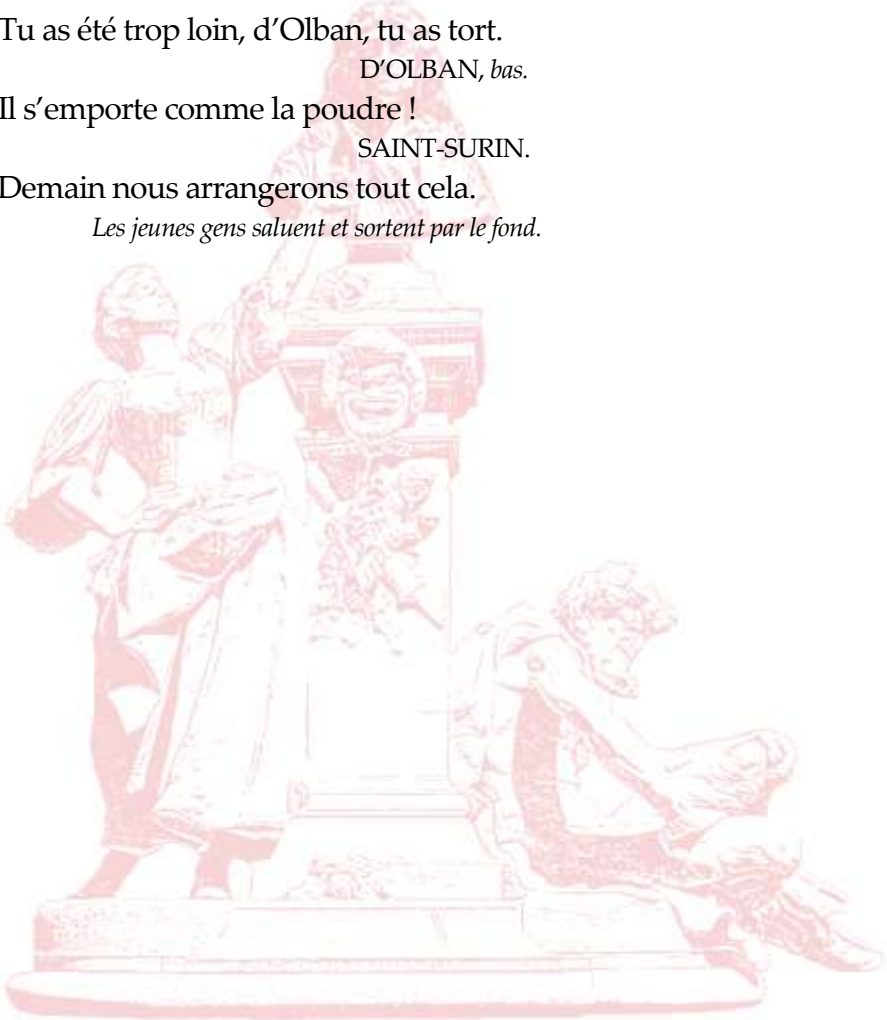 Tu as été trop loin, d’Olban, tu as tort.
D’OLBAN, bas.
Il s’emporte comme la poudre !
SAINT-SURIN.
Demain nous arrangerons tout cela.
Les jeunes gens saluent et sortent par le fond.